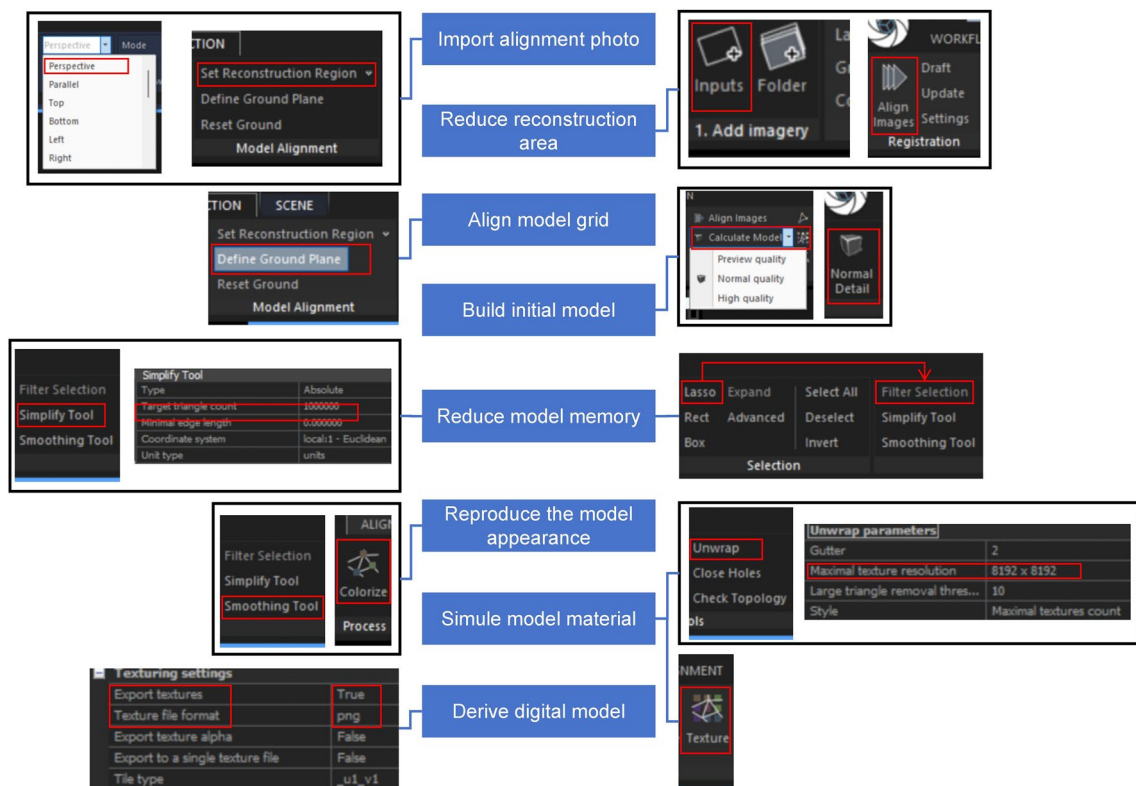 Perspective
Mode
Perspective
Parallel
Top
Bottom
Left
Right
CTION
Set Reconstruction Region
Define Ground Plane
Reset Ground
Model Alignment
Import alignment photo
Reduce reconstruction area
Inputs
Folder
La
Gr
Co
1. Add imagery
WORKFL
Align Images
Draft
Update
Settings
Registration
CTION
SCENE
Set Reconstruction Region
Define Ground Plane
Reset Ground
Model Alignment
Align model grid
Build initial model
N
Align Images
Calculate Model
Preview quality
Normal quality
High quality
Normal Detail
Filter Selection
Simplify Tool
Smoothing Tool
Simplify Tool
Type Absolute
Target triangle count 1000000
Minimal edge length 0.000000
Coordinate system local:1 - Euclidean
Unit type units
Reduce model memory
Lasso Expand Select All Filter Selection
Rect Advanced Deselect Simplify Tool
Box Invert Smoothing Tool
Selection
Filter Selection
Simplify Tool
Smoothing Tool
ALIGN
Colorize
Process
Reproduce the model appearance
Simule model material
Unwrap
Close Holes
Check Topology
ols
Unwrap parameters
Gutter 2
Maximal texture resolution 8192 x 8192
Large triangle removal thres... 10
Style Maximal textures count
Texturing settings
Export textures True
Texture file format png
Export texture alpha False
Export to a single texture file False
Tile type _u1_v1
Derive digital model
NMENT
Texture